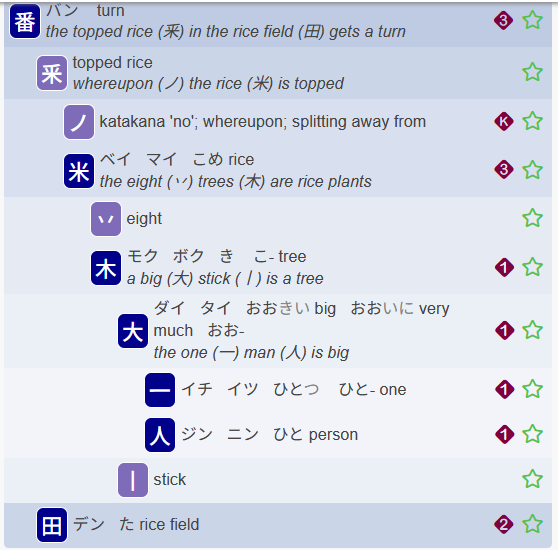 番 バン turn 3
the topped rice (釆) in the rice field (田) gets a turn
釆 topped rice
whereupon (ノ) the rice (米) is topped
ノ katakana 'no'; whereupon; splitting away from K
米 ベイ マイ こめ rice 3
the eight (丷) trees (木) are rice plants
丷 eight
木 モク ボク き こ- tree 1
a big (大) stick (丨) is a tree
大 ダイ タイ おおきい big おおいに very
much おお- 1
the one (一) man (人) is big
一 イチ イツ ひとつ ひと- one 1
人 ジン ニン ひと person 1
丨 stick
田 デン た rice field 2